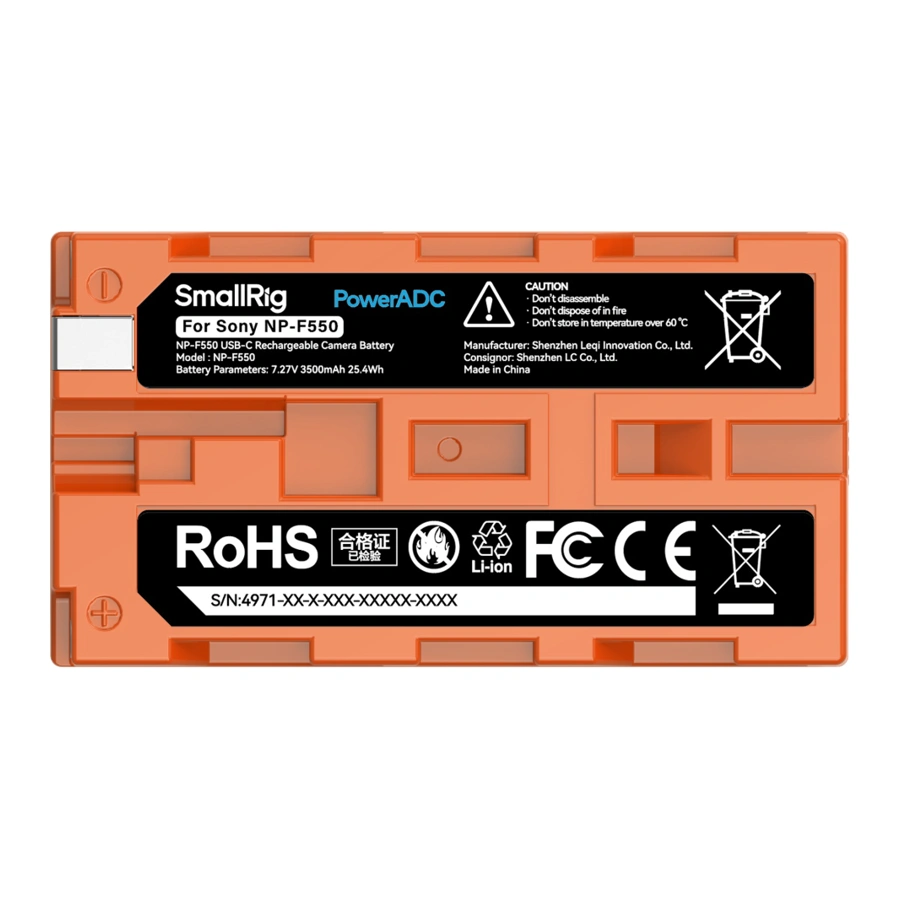 SmallRig
PowerADC
For Sony NP-F550
NP-F550 USB-C Rechargeable Camera Battery
Model : NP-F550
Battery Parameters: 7.27V 3500mAh 25.4Wh
CAUTION
· Don't disassemble
· Don't dispose of in fire
· Don't store in temperature over 60 °C
Manufacturer: Shenzhen Leqi Innovation Co., Ltd.
Consignor: Shenzhen LC Co., Ltd.
Made in China
RoHS
合格证
已检验
Li-ion
FC CE
S/N:4971-XX-X-XXX-XXXXX-XXXX